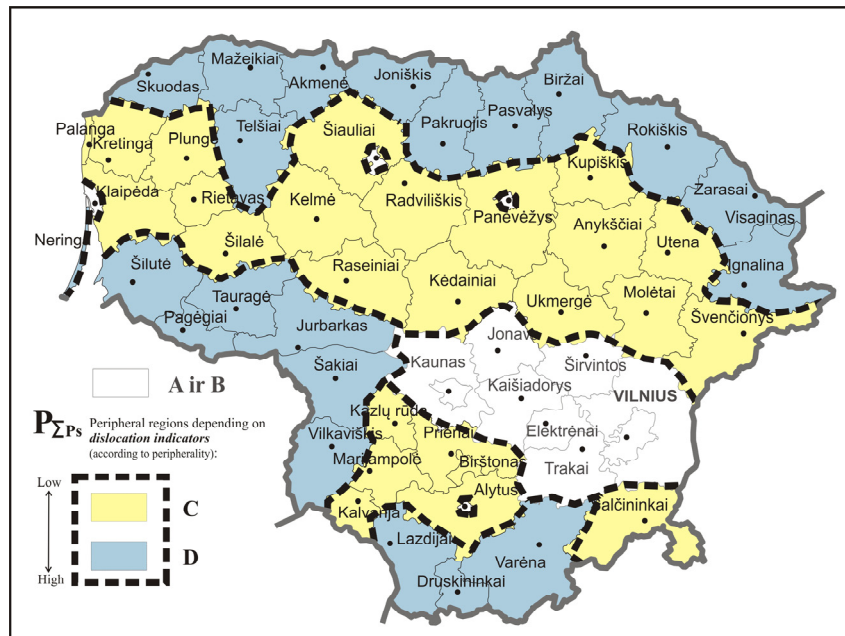 Mažeikiai
Skuodas
Akmenė
Joniškis
Biržai
Pasvalys
Pakruojis
Rokiškis
Telšiai
Šiauliai
Palanga
Kretinga
Plungė
Kupiškis
Zarasai
Visaginas
Klaipėda
Rietavas
Kelmė
Radviliškis
Panevėžys
Anykščiai
Utena
Neringa
Šilalė
Ignalina
Šilutė
Raseiniai
Kėdainiai
Ukmergė
Molėtai
Tauragė
Pagėgiai
Jurbarkas
Švenčionys
Jonav
Kaunas
Širvintos
Šakiai
Kaišiadorys
VILNIUS
A ir B
Kazlų rūda
Prienai
Elektrėnai
Vilkaviškis
Marijampolė
Birštonas
Trakai
Alytus
Kalvarija
alčininkai
Lazdijai
Varėna
Druskininkai
PΣPs
Peripheral regions depending on
dislocation indicators
(according to peripherality):
Low
C
D
High